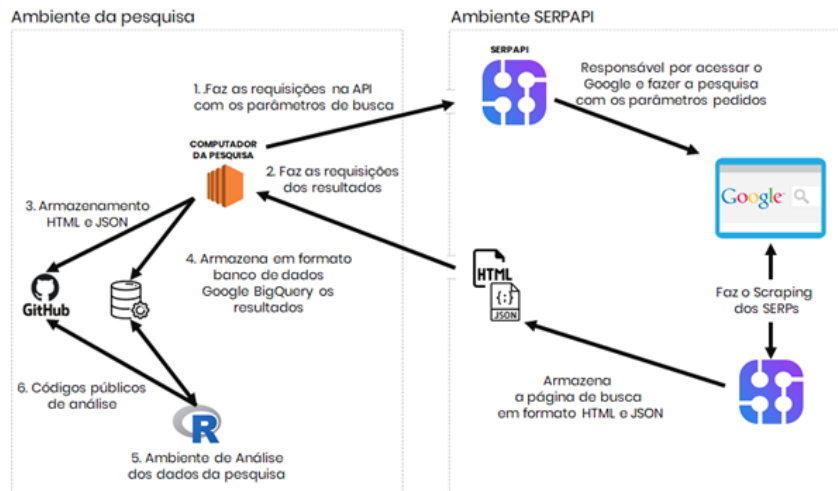 Ambiente da pesquisa
Ambiente SERPAPI
1. .Faz as requisições na API
com os parâmetros de busca
SERPAPI
Responsável por acessar o
Google e fazer a pesquisa
com os parâmetros pedidos
COMPUTADOR
DA PESQUISA
2. Faz as requisições
dos resultados
Google
3. Armazenamento
HTML e JSON
4. Armazena em formato
banco de dados
Google BigQuery os
resultados
HTML
{;}
JSON
GitHub
Faz o Scraping
dos SERPs
6. Códigos públicos
de análise
R
Armazena
a página de busca
em formato HTML e JSON
5. Ambiente de Análise
dos dados da pesquisa